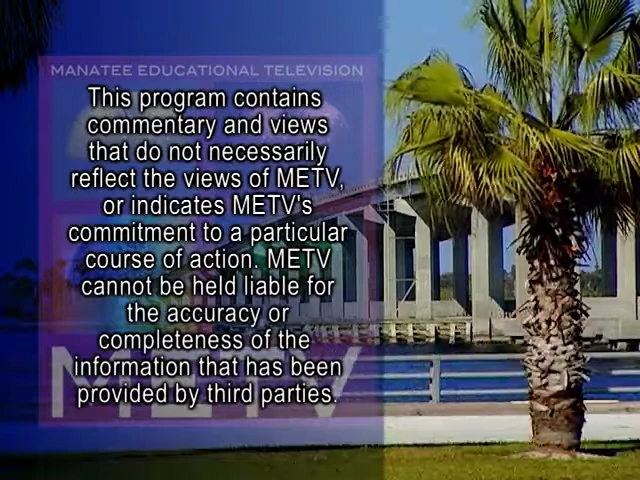 MANATEE EDUCATIONAL TELEVISION
This program contains
commentary and views
that do not necessarily
reflect the views of METV,
or indicates METV's
commitment to a particular
course of action. METV
cannot be held liable for
the accuracy or
completeness of the
information that has been
provided by third parties.
METV